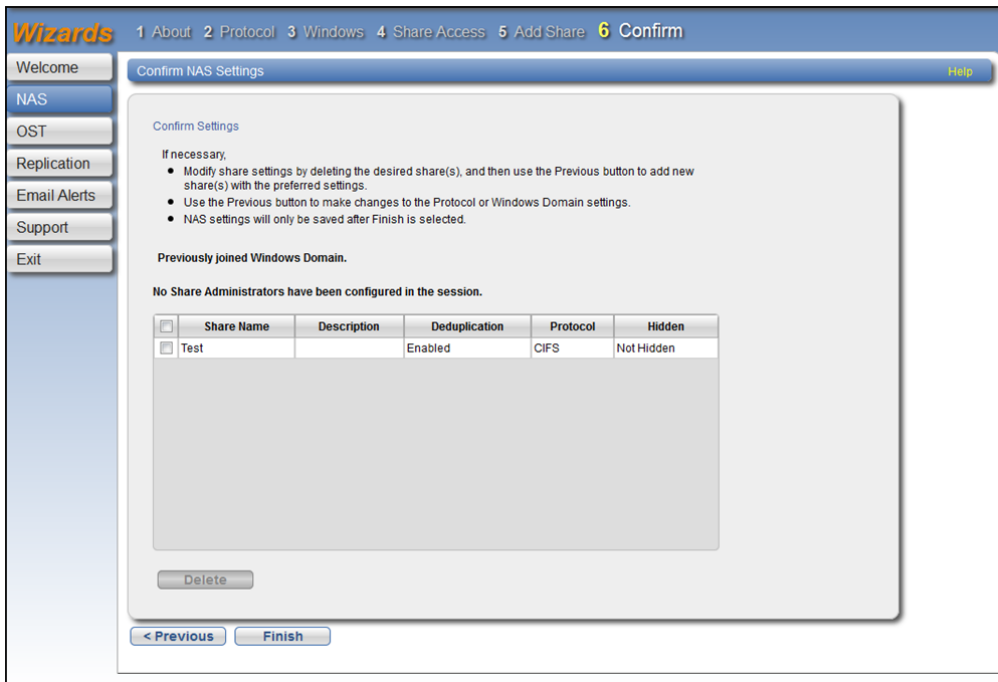 Wizards
1 About 2 Protocol 3 Windows 4 Share Access 5 Add Share 6 Confirm
Welcome
NAS
OST
Replication
Email Alerts
Support
Exit
Confirm NAS Settings
Help
Confirm Settings
If necessary,
• Modify share settings by deleting the desired share(s), and then use the Previous button to add new
share(s) with the preferred settings.
• Use the Previous button to make changes to the Protocol or Windows Domain settings.
• NAS settings will only be saved after Finish is selected.
Previously joined Windows Domain.
No Share Administrators have been configured in the session.
Share Name Description Deduplication Protocol Hidden
Test Enabled CIFS Not Hidden
Delete
< Previous Finish